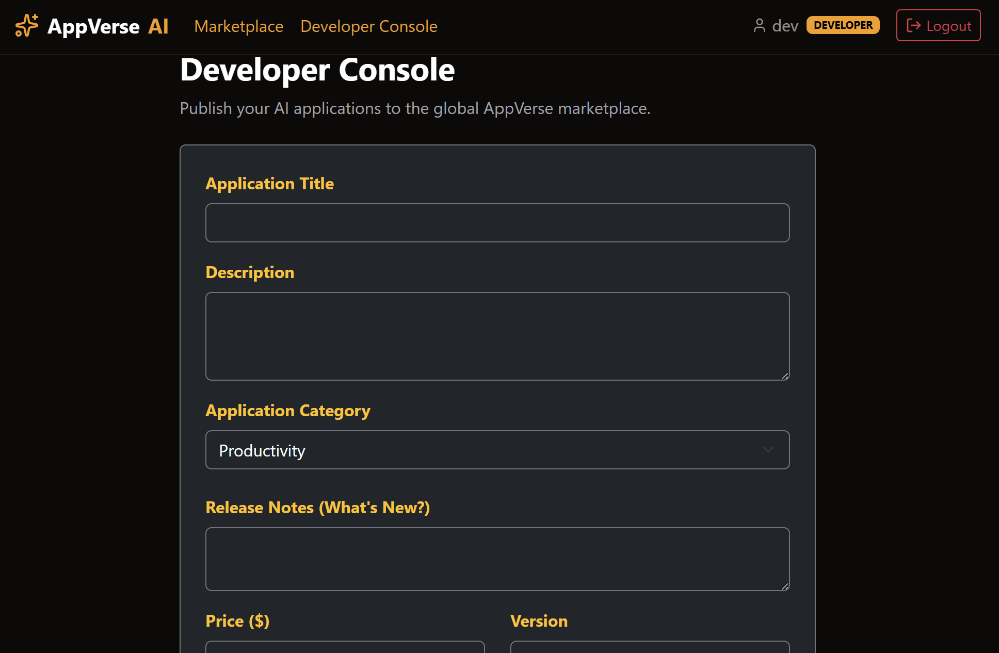 AppVerse AI
Marketplace
Developer Console
dev
DEVELOPER
Logout
Developer Console
Publish your AI applications to the global AppVerse marketplace.
Application Title
Description
Application Category
Productivity
Release Notes (What's New?)
Price ($)
Version